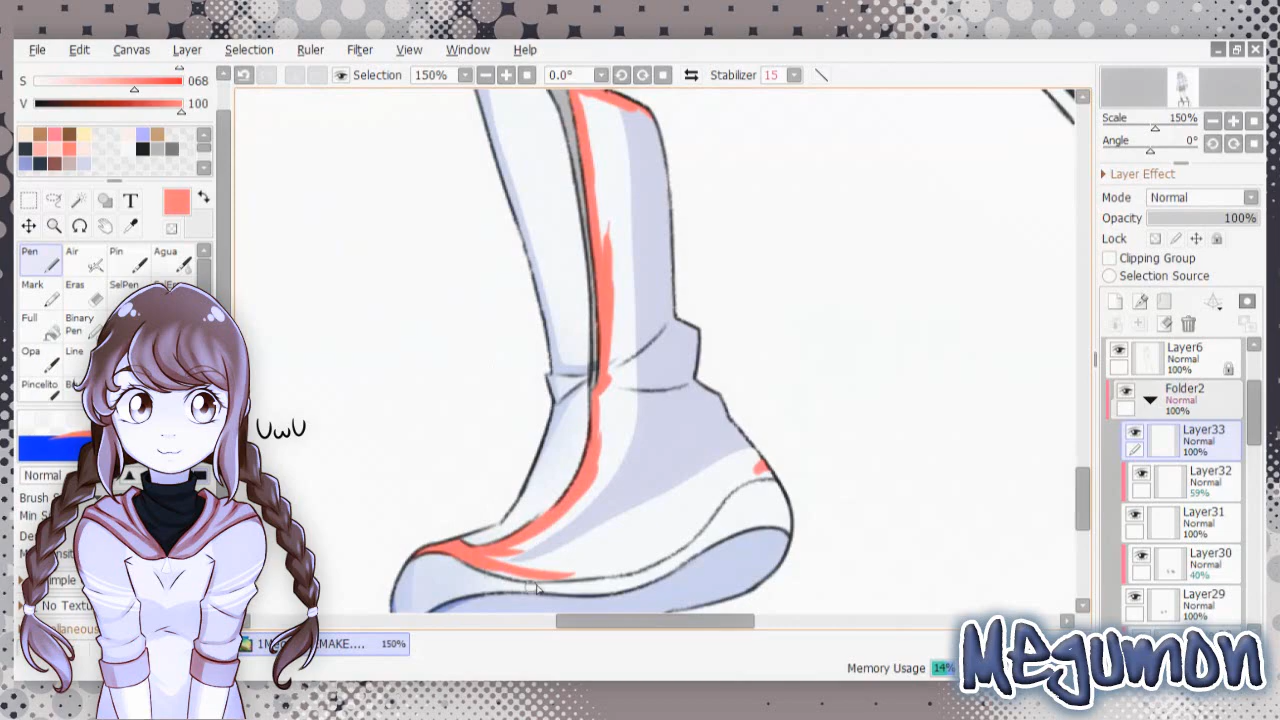 File Edit Canvas Layer Selection Ruler Filter View Window Help
S 068
V 100
Selection 150% 0.0° Stabilizer 15
Scale 150%
Angle 0°
Layer Effect
Mode Normal
Opacity 100%
Lock
Clipping Group
Selection Source
T
Pen Air Pin Agua
Mark Eras SelPen
Full Binary Pen
Opa Line
Pincelito
Normal
Brush
Min
No Textu
UwU
Layer6
Normal
100%
Folder2
Normal
100%
Layer33
Normal
100%
Layer32
Normal
59%
Layer31
Normal
100%
Layer30
Normal
40%
Layer29
Normal
100%
MAKE.... 150%
Memory Usage 14%
Megumon